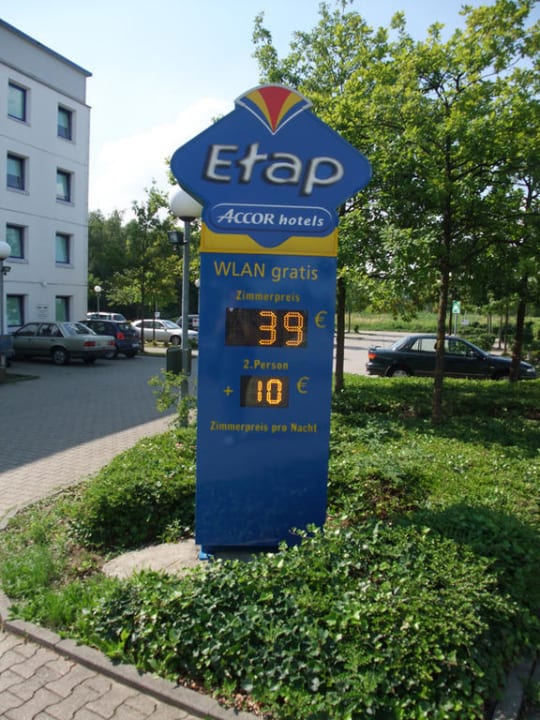 Etap
ACCOR hotels
WLAN gratis
Zimmerpreis
39 €
2.Person
+ 10 €
Zimmerpreis pro Nacht